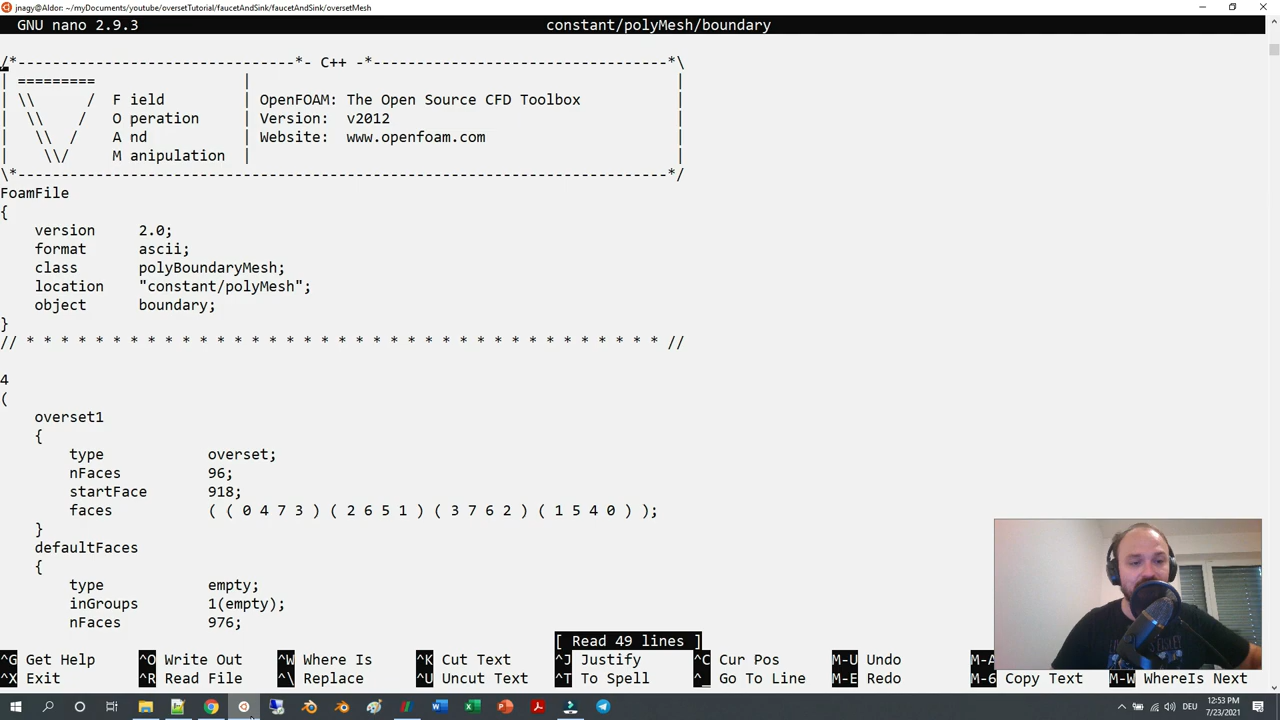 jnagy@Aldor: ~/myDocuments/youtube/oversetTutorial/faucetAndSink/faucetAndSink/oversetMesh
GNU nano 2.9.3 constant/polyMesh/boundary
/*--------------------------------*- C++ -*----------------------------------*\
| ========= | |
| \\ / F ield | OpenFOAM: The Open Source CFD Toolbox |
| \\ / O peration | Version: v2012 |
| \\ / A nd | Website: www.openfoam.com |
| \\/ M anipulation | |
\*---------------------------------------------------------------------------*/
FoamFile
{
version 2.0;
format ascii;
class polyBoundaryMesh;
location "constant/polyMesh";
object boundary;
}
// * * * * * * * * * * * * * * * * * * * * * * * * * * * * * * * * * * * * * //
4
(
overset1
{
type overset;
nFaces 96;
startFace 918;
faces ( ( 0 4 7 3 ) ( 2 6 5 1 ) ( 3 7 6 2 ) ( 1 5 4 0 ) );
}
defaultFaces
{
type empty;
inGroups 1(empty);
nFaces 976;
[ Read 49 lines ]
^G Get Help ^O Write Out ^W Where Is ^K Cut Text ^J Justify ^C Cur Pos M-U Undo M-A
^X Exit ^R Read File ^\ Replace ^U Uncut Text ^T To Spell ^_ Go To Line M-E Redo M-6 Copy Text M-W WhereIs Next
DEU
12:53 PM
7/23/2021